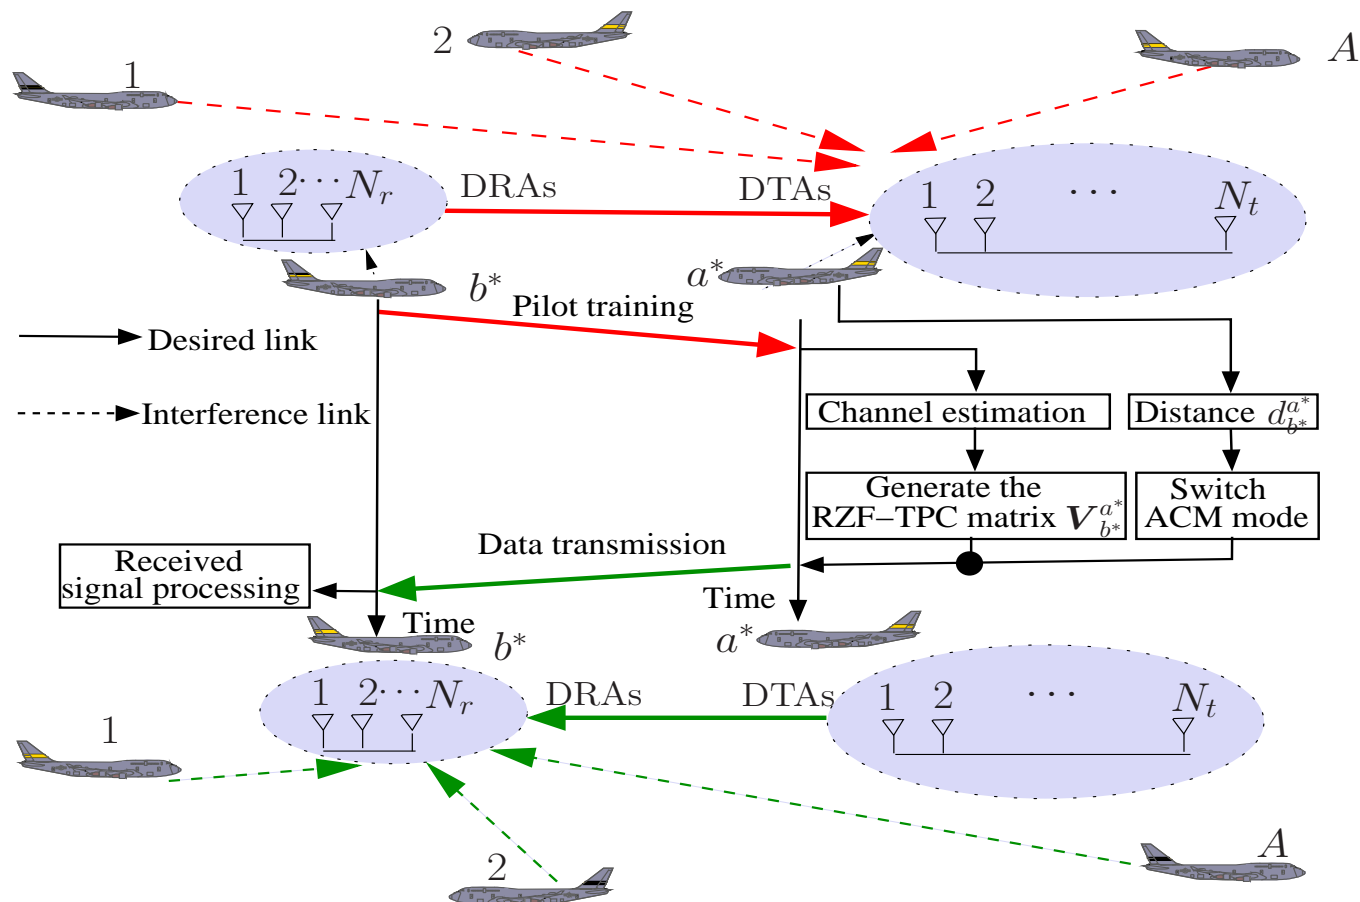 1
2
A
1 2 ⋯ N_r
DRAs
DTAs
1 2 ⋯ N_t
b*
a*
Pilot training
Desired link
Interference link
Channel estimation
Distance d_{b*}^{a*}
Generate the
RZF−TPC matrix V_{b*}^{a*}
Switch
ACM mode
Data transmission
Received
signal processing
Time
Time
b*
a*
1 2 ⋯ N_r
DRAs
DTAs
1 2 ⋯ N_t
1
2
A